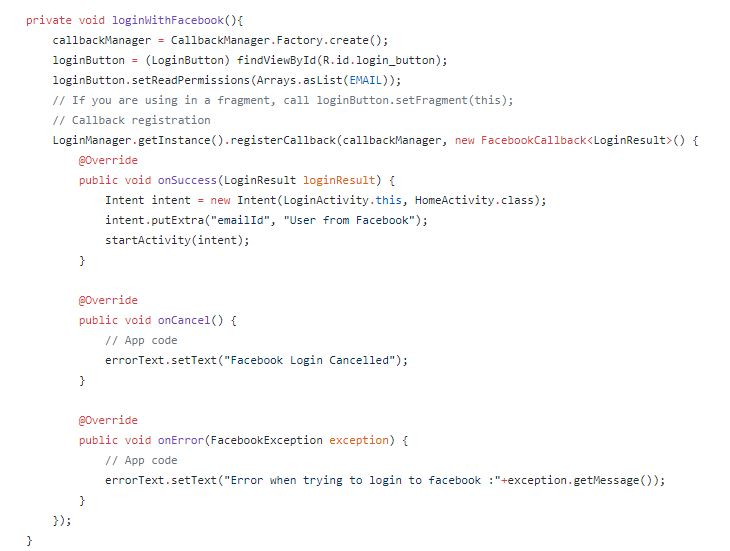 private void loginWithFacebook(){
callbackManager = CallbackManager.Factory.create();
loginButton = (LoginButton) findViewById(R.id.login_button);
loginButton.setReadPermissions(Arrays.asList(EMAIL));
// If you are using in a fragment, call loginButton.setFragment(this);
// Callback registration
LoginManager.getInstance().registerCallback(callbackManager, new FacebookCallback<LoginResult>() {
@Override
public void onSuccess(LoginResult loginResult) {
Intent intent = new Intent(LoginActivity.this, HomeActivity.class);
intent.putExtra("emailId", "User from Facebook");
startActivity(intent);
}
@Override
public void onCancel() {
// App code
errorText.setText("Facebook Login Cancelled");
}
@Override
public void onError(FacebookException exception) {
// App code
errorText.setText("Error when trying to login to facebook :"+exception.getMessage());
}
});
}